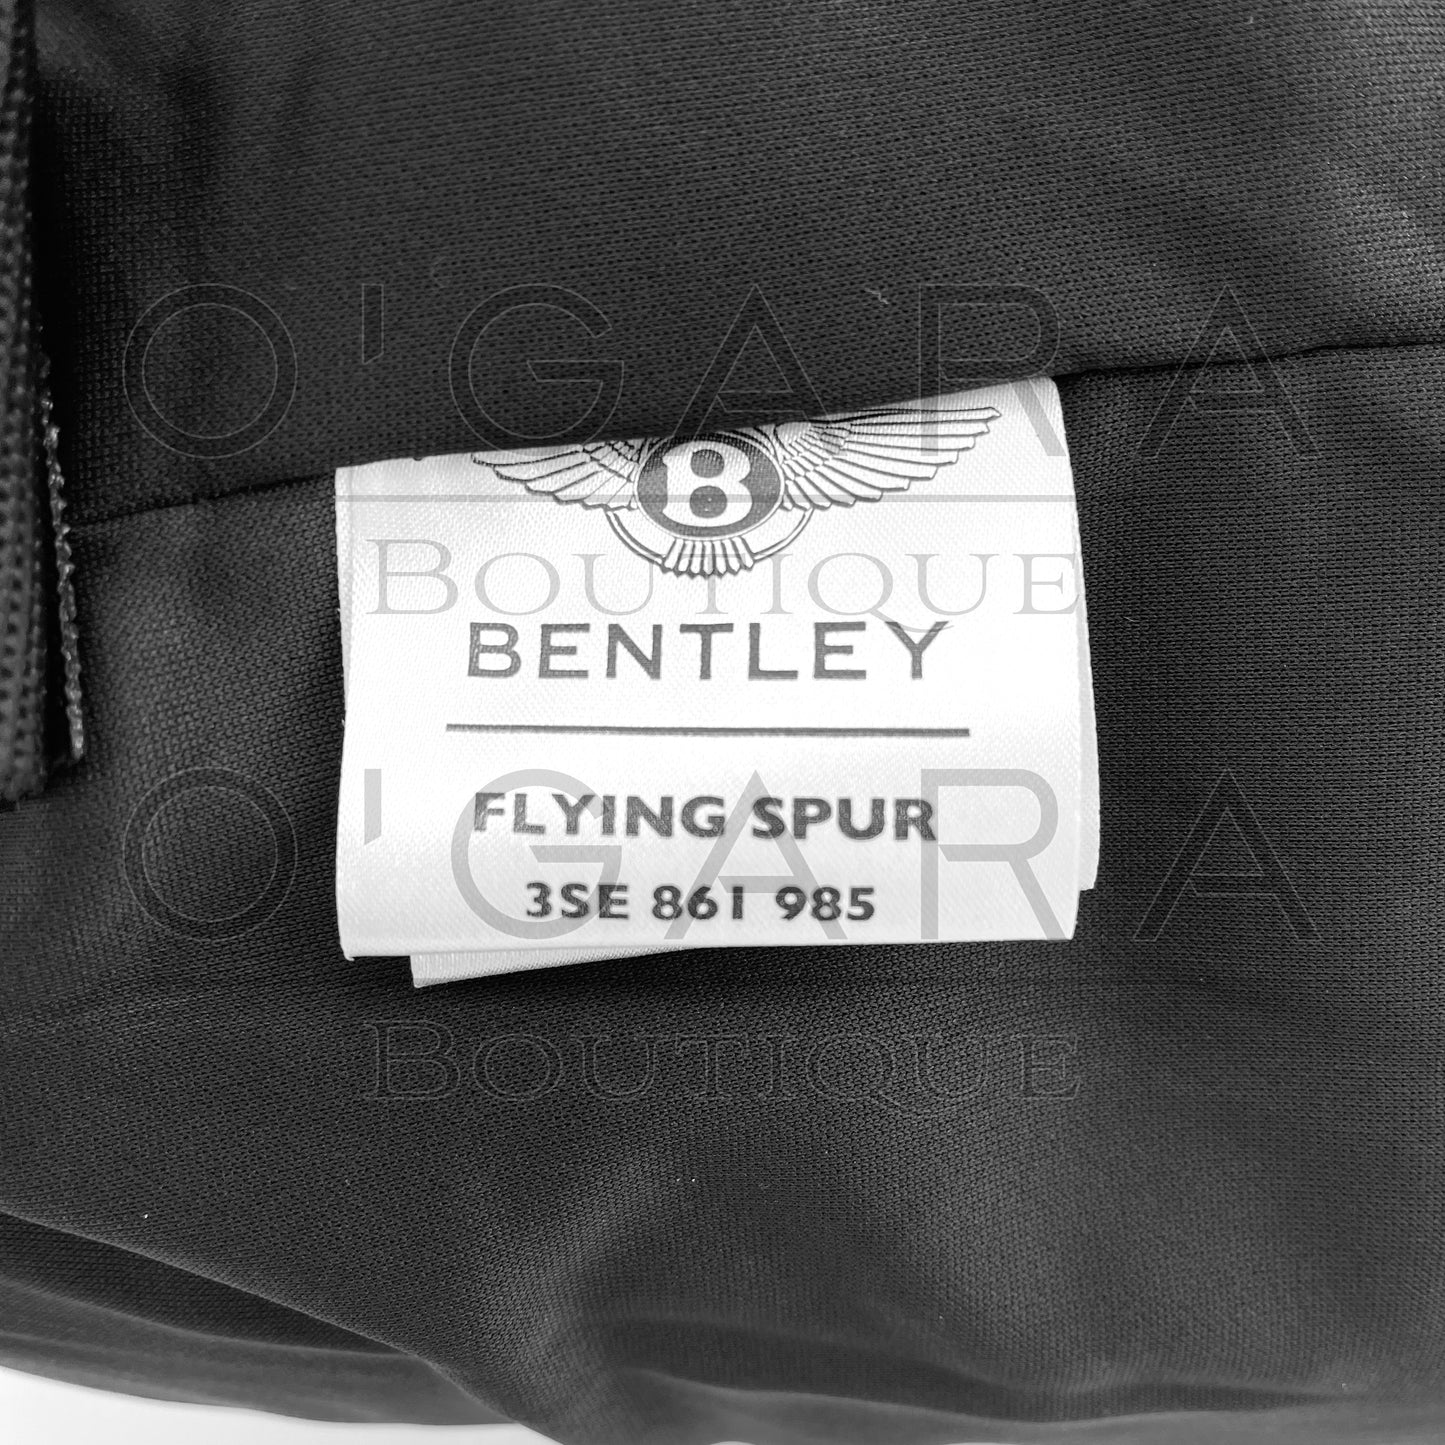 O'GARA
B
BOUTIQUE
BENTLEY
O'GARA
FLYING SPUR
3SE 861 985
BOUTIQUE